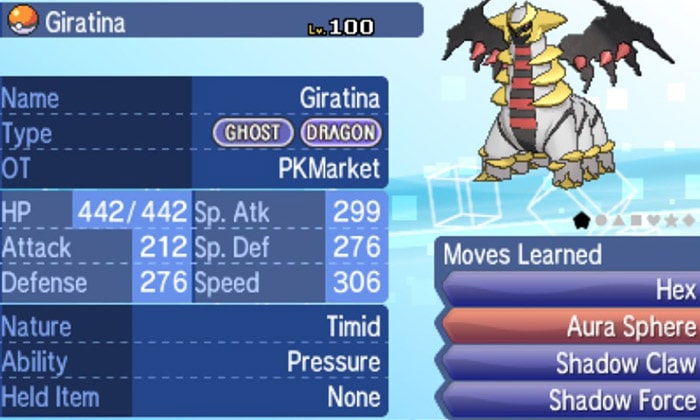 Giratina Lv.100
Name Giratina
Type GHOST DRAGON
OT PKMarket
HP 442/442 Sp. Atk 299
Attack 212 Sp. Def 276
Defense 276 Speed 306
Nature Timid
Ability Pressure
Held Item None
Moves Learned
Hex
Aura Sphere
Shadow Claw
Shadow Force